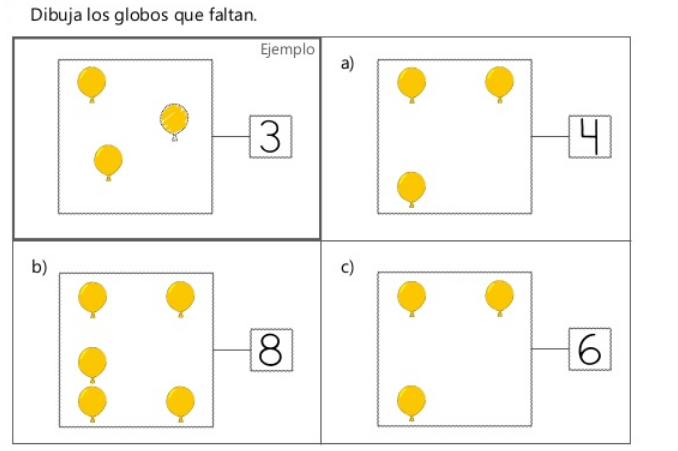 Dibuja los globos que faltan.
Ejemplo
3
a)
4
b)
8
c)
6